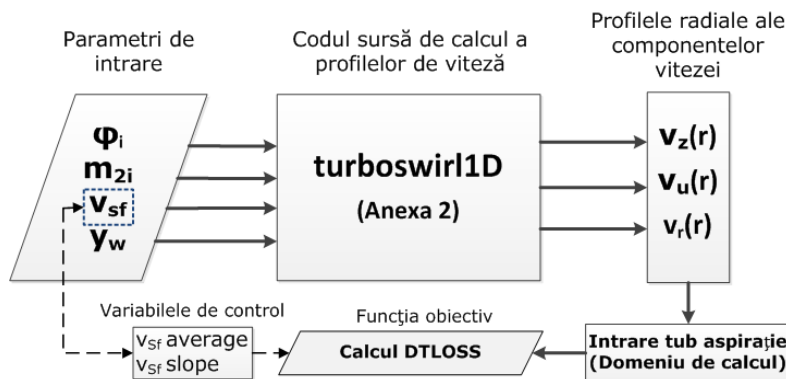 Parametri de
intrare
Codul sursă de calcul a
profilelor de viteză
Profilele radiale ale
componentelor
vitezei
φi
m2i
vsf
yw
turboswirl1D
(Anexa 2)
vz(r)
vu(r)
vr(r)
Variabilele de control
vSf average
vSf slope
Funcția obiectiv
Calcul DTLOSS
Intrare tub aspirație
(Domeniu de calcul)